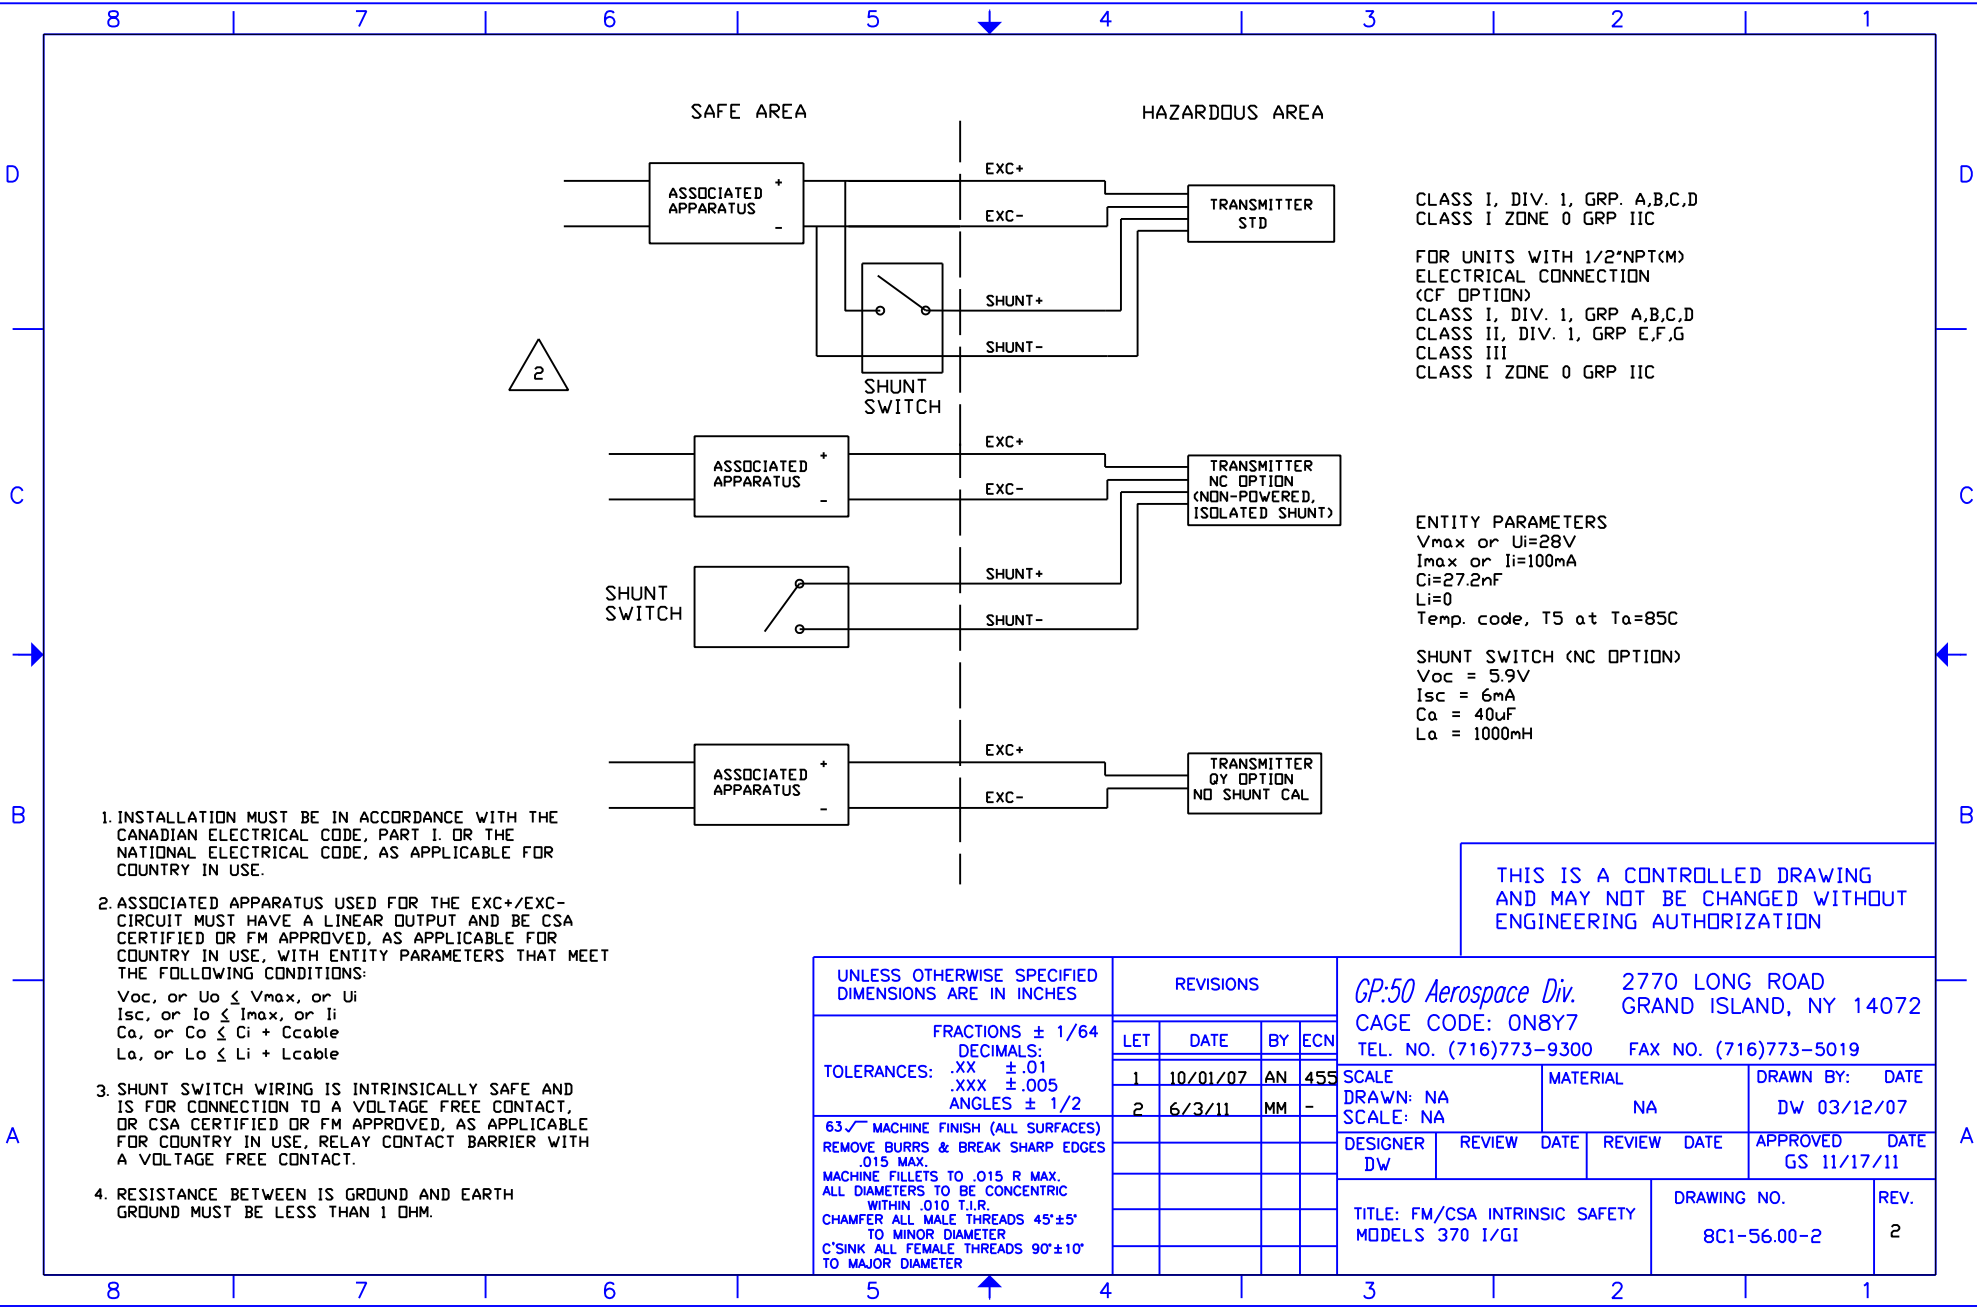 8 7 6 5 4 3 2 1
SAFE AREA
HAZARDOUS AREA
D
D
ASSOCIATED +
APPARATUS -
EXC+
EXC-
TRANSMITTER
STD
SHUNT+
SHUNT-
SHUNT
SWITCH
2
CLASS I, DIV. 1, GRP. A,B,C,D
CLASS I ZONE 0 GRP IIC
FOR UNITS WITH 1/2"NPT(M)
ELECTRICAL CONNECTION
(CF OPTION)
CLASS I, DIV. 1, GRP A,B,C,D
CLASS II, DIV. 1, GRP E,F,G
CLASS III
CLASS I ZONE 0 GRP IIC
C
C
ASSOCIATED +
APPARATUS -
EXC+
EXC-
TRANSMITTER
NC OPTION
(NON-POWERED,
ISOLATED SHUNT)
SHUNT
SWITCH
SHUNT+
SHUNT-
ENTITY PARAMETERS
Vmax or Ui=28V
Imax or Ii=100mA
Ci=27.2nF
Li=0
Temp. code, T5 at Ta=85C
SHUNT SWITCH (NC OPTION)
Voc = 5.9V
Isc = 6mA
Ca = 40uF
La = 1000mH
B
B
ASSOCIATED +
APPARATUS -
EXC+
EXC-
TRANSMITTER
QY OPTION
NO SHUNT CAL
1. INSTALLATION MUST BE IN ACCORDANCE WITH THE
CANADIAN ELECTRICAL CODE, PART I. OR THE
NATIONAL ELECTRICAL CODE, AS APPLICABLE FOR
COUNTRY IN USE.
2. ASSOCIATED APPARATUS USED FOR THE EXC+/EXC-
CIRCUIT MUST HAVE A LINEAR OUTPUT AND BE CSA
CERTIFIED OR FM APPROVED, AS APPLICABLE FOR
COUNTRY IN USE, WITH ENTITY PARAMETERS THAT MEET
THE FOLLOWING CONDITIONS:
Voc, or Uo ≤ Vmax, or Ui
Isc, or Io ≤ Imax, or Ii
Ca, or Co ≤ Ci + Ccable
La, or Lo ≤ Li + Lcable
3. SHUNT SWITCH WIRING IS INTRINSICALLY SAFE AND
IS FOR CONNECTION TO A VOLTAGE FREE CONTACT,
OR CSA CERTIFIED OR FM APPROVED, AS APPLICABLE
FOR COUNTRY IN USE, RELAY CONTACT BARRIER WITH
A VOLTAGE FREE CONTACT.
4. RESISTANCE BETWEEN IS GROUND AND EARTH
GROUND MUST BE LESS THAN 1 OHM.
A
A
THIS IS A CONTROLLED DRAWING
AND MAY NOT BE CHANGED WITHOUT
ENGINEERING AUTHORIZATION
UNLESS OTHERWISE SPECIFIED
DIMENSIONS ARE IN INCHES
FRACTIONS ± 1/64
DECIMALS:
TOLERANCES: .XX ±.01
.XXX ±.005
ANGLES ± 1/2
63√ MACHINE FINISH (ALL SURFACES)
REMOVE BURRS & BREAK SHARP EDGES
.015 MAX.
MACHINE FILLETS TO .015 R MAX.
ALL DIAMETERS TO BE CONCENTRIC
WITHIN .010 T.I.R.
CHAMFER ALL MALE THREADS 45°±5°
TO MINOR DIAMETER
C'SINK ALL FEMALE THREADS 90°±10°
TO MAJOR DIAMETER
REVISIONS
LET DATE BY ECN
1 10/01/07 AN 455
2 6/3/11 MM -
GP:50 Aerospace Div. 2770 LONG ROAD
GRAND ISLAND, NY 14072
CAGE CODE: 0N8Y7
TEL. NO. (716)773-9300 FAX NO. (716)773-5019
SCALE
DRAWN: NA
SCALE: NA
MATERIAL
NA
DRAWN BY: DATE
DW 03/12/07
DESIGNER
DW
REVIEW DATE
REVIEW DATE
APPROVED DATE
GS 11/17/11
TITLE: FM/CSA INTRINSIC SAFETY
MODELS 370 I/GI
DRAWING NO.
8C1-56.00-2
REV.
2
8 7 6 5 4 3 2 1